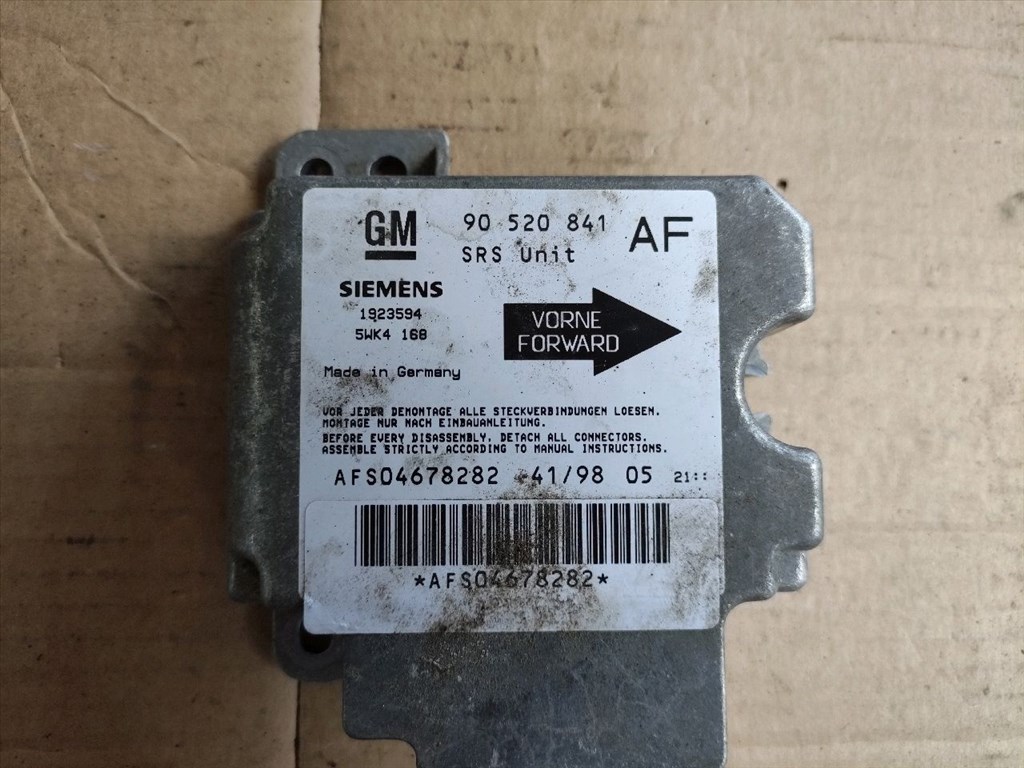 GM
90 520 841 AF
SRS Unit
SIEMENS
1923594
5WK4 168
VORNE
FORWARD
Made in Germany
VOR JEDER DEMONTAGE ALLE STECKVERBINDUNGEN LOESEN.
MONTAGE NUR NACH EINBAUANLEITUNG.
BEFORE EVERY DISASSEMBLY, DETACH ALL CONNECTORS.
ASSEMBLE STRICTLY ACCORDING TO MANUAL INSTRUCTIONS.
AFS04678282 41/98 05 21::
*AFS04678282*